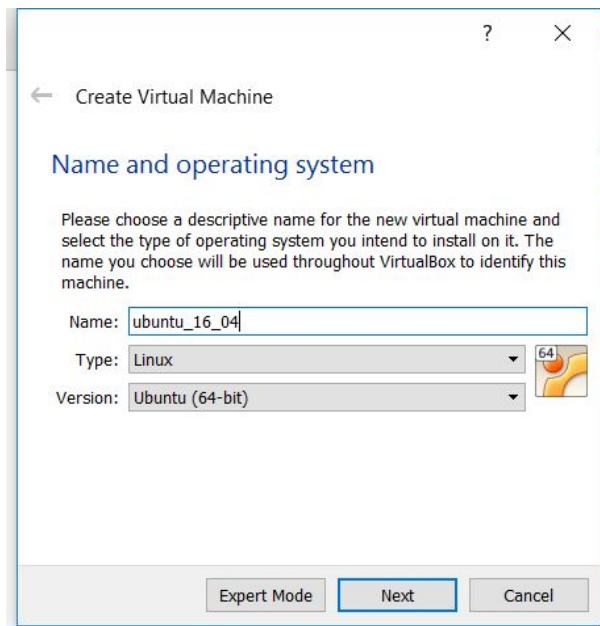 ?
Create Virtual Machine
Name and operating system
Please choose a descriptive name for the new virtual machine and
select the type of operating system you intend to install on it. The
name you choose will be used throughout VirtualBox to identify this
machine.
Name: ubuntu_16_04
Type: Linux
64
Version: Ubuntu (64-bit)
Expert Mode Next Cancel